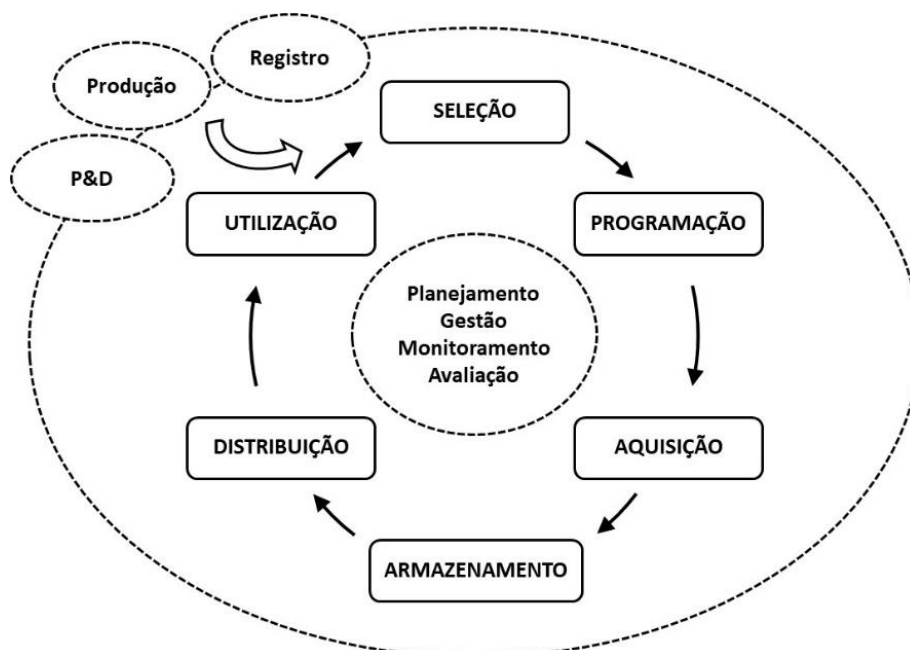 Registro
Produção
P&D
SELEÇÃO
UTILIZAÇÃO
PROGRAMAÇÃO
Planejamento
Gestão
Monitoramento
Avaliação
DISTRIBUIÇÃO
AQUISIÇÃO
ARMAZENAMENTO